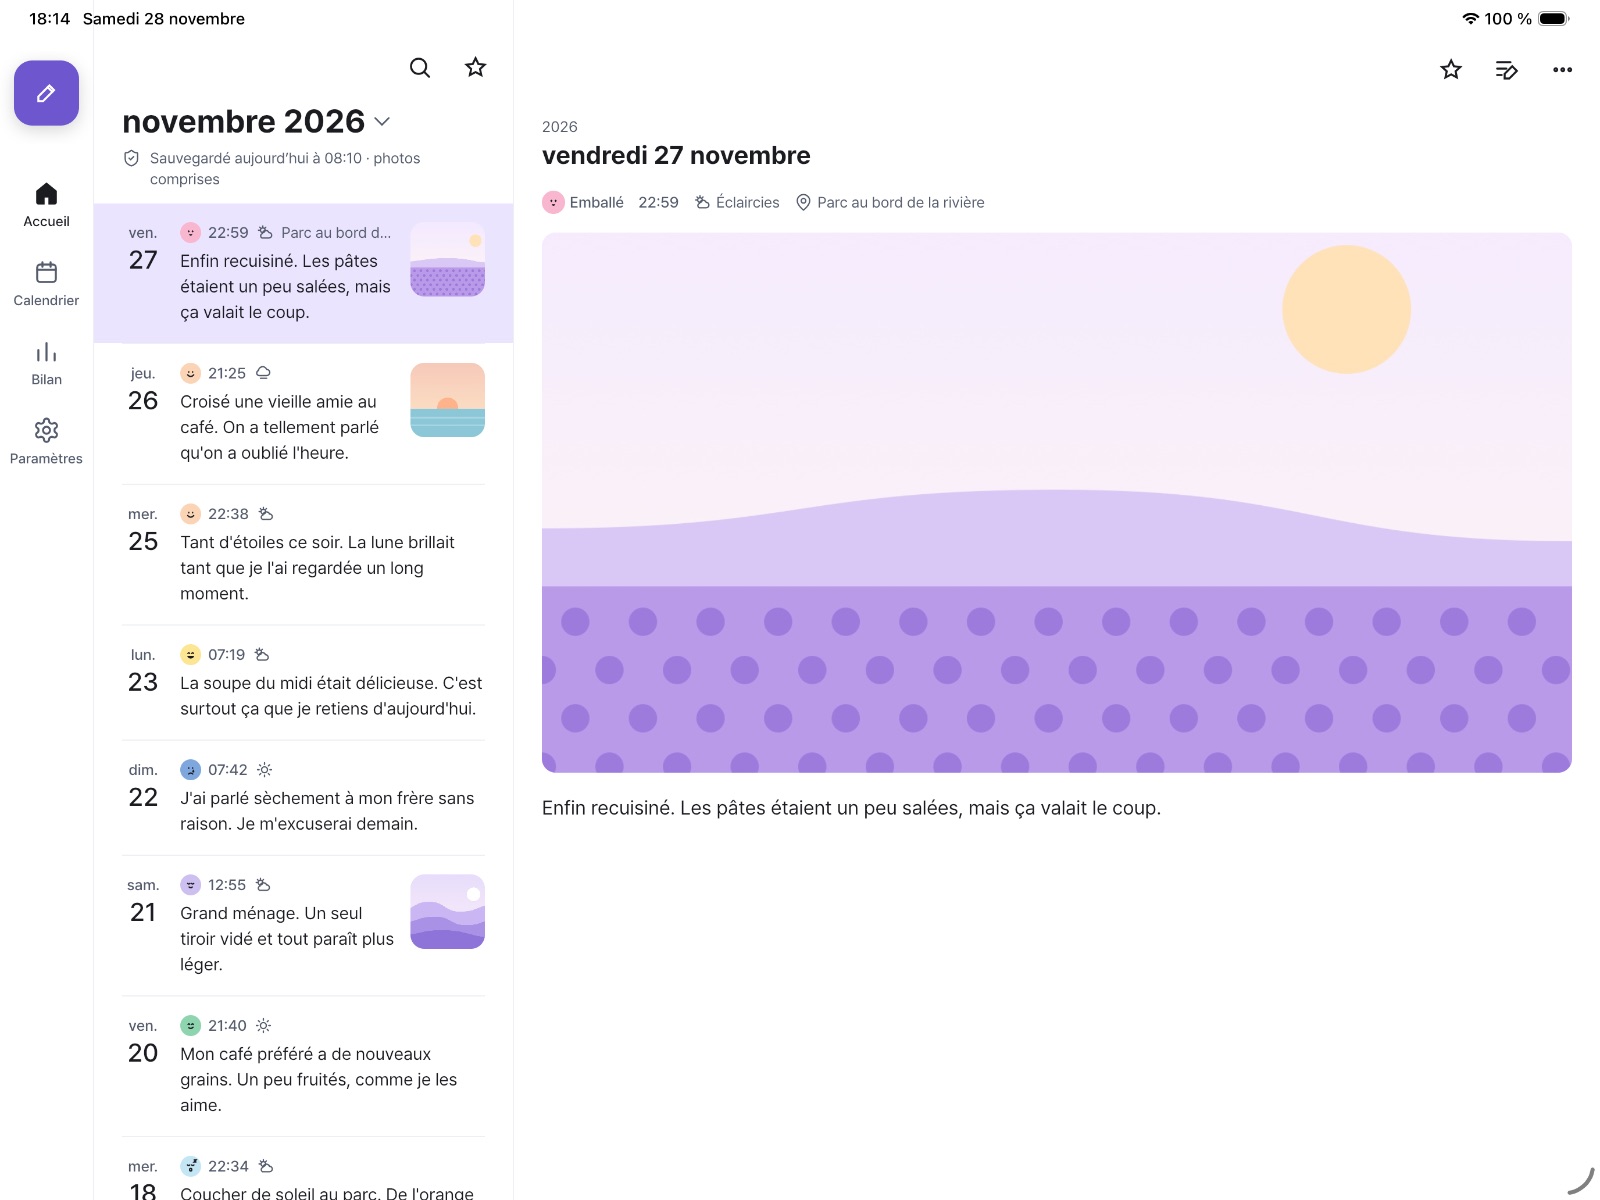 18:14 Samedi 28 novembre
100 %
Accueil
Calendrier
Bilan
Paramètres
novembre 2026
Sauvegardé aujourd’hui à 08:10 · photos
comprises
ven.
27
22:59 Parc au bord d...
Enfin recuisiné. Les pâtes
étaient un peu salées, mais
ça valait le coup.
jeu.
26
21:25
Croisé une vieille amie au
café. On a tellement parlé
qu'on a oublié l'heure.
mer.
25
22:38
Tant d'étoiles ce soir. La lune brillait
tant que je l'ai regardée un long
moment.
lun.
23
07:19
La soupe du midi était délicieuse. C'est
surtout ça que je retiens d'aujourd'hui.
dim.
22
07:42
J'ai parlé sèchement à mon frère sans
raison. Je m'excuserai demain.
sam.
21
12:55
Grand ménage. Un seul
tiroir vidé et tout paraît plus
léger.
ven.
20
21:40
Mon café préféré a de nouveaux
grains. Un peu fruités, comme je les
aime.
mer.
18
22:34
Coucher de soleil au parc. De l'orange
2026
vendredi 27 novembre
Emballé 22:59 Éclaircies Parc au bord de la rivière
Enfin recuisiné. Les pâtes étaient un peu salées, mais ça valait le coup.